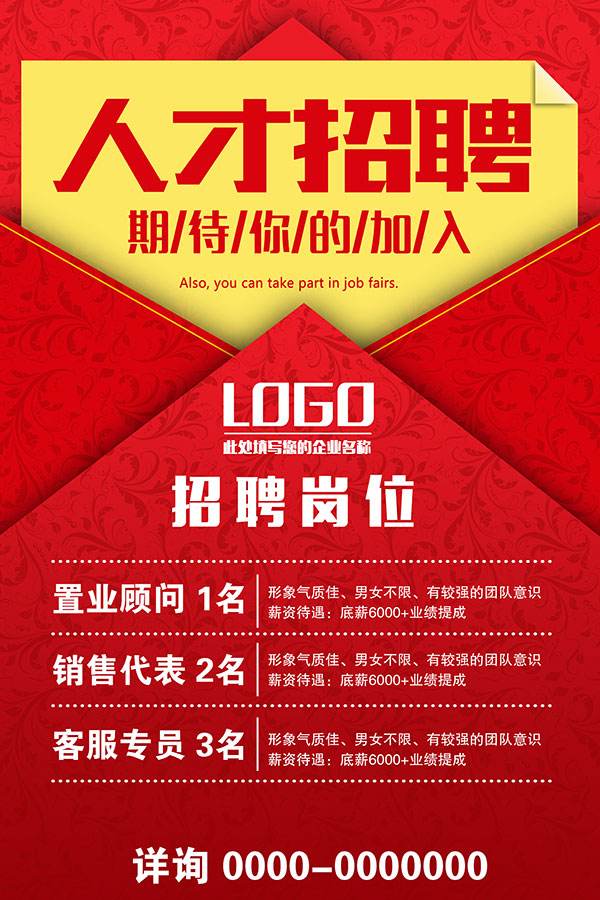 人才招聘
期/待/你/的/加/入
Also, you can take part in job fairs.
LOGO
此处填写您的企业名称
招聘岗位
置业顾问 1名
形象气质佳、男女不限、有较强的团队意识
薪资待遇：底薪6000+业绩提成
销售代表 2名
形象气质佳、男女不限、有较强的团队意识
薪资待遇：底薪6000+业绩提成
客服专员 3名
形象气质佳、男女不限、有较强的团队意识
薪资待遇：底薪6000+业绩提成
详询 0000-0000000